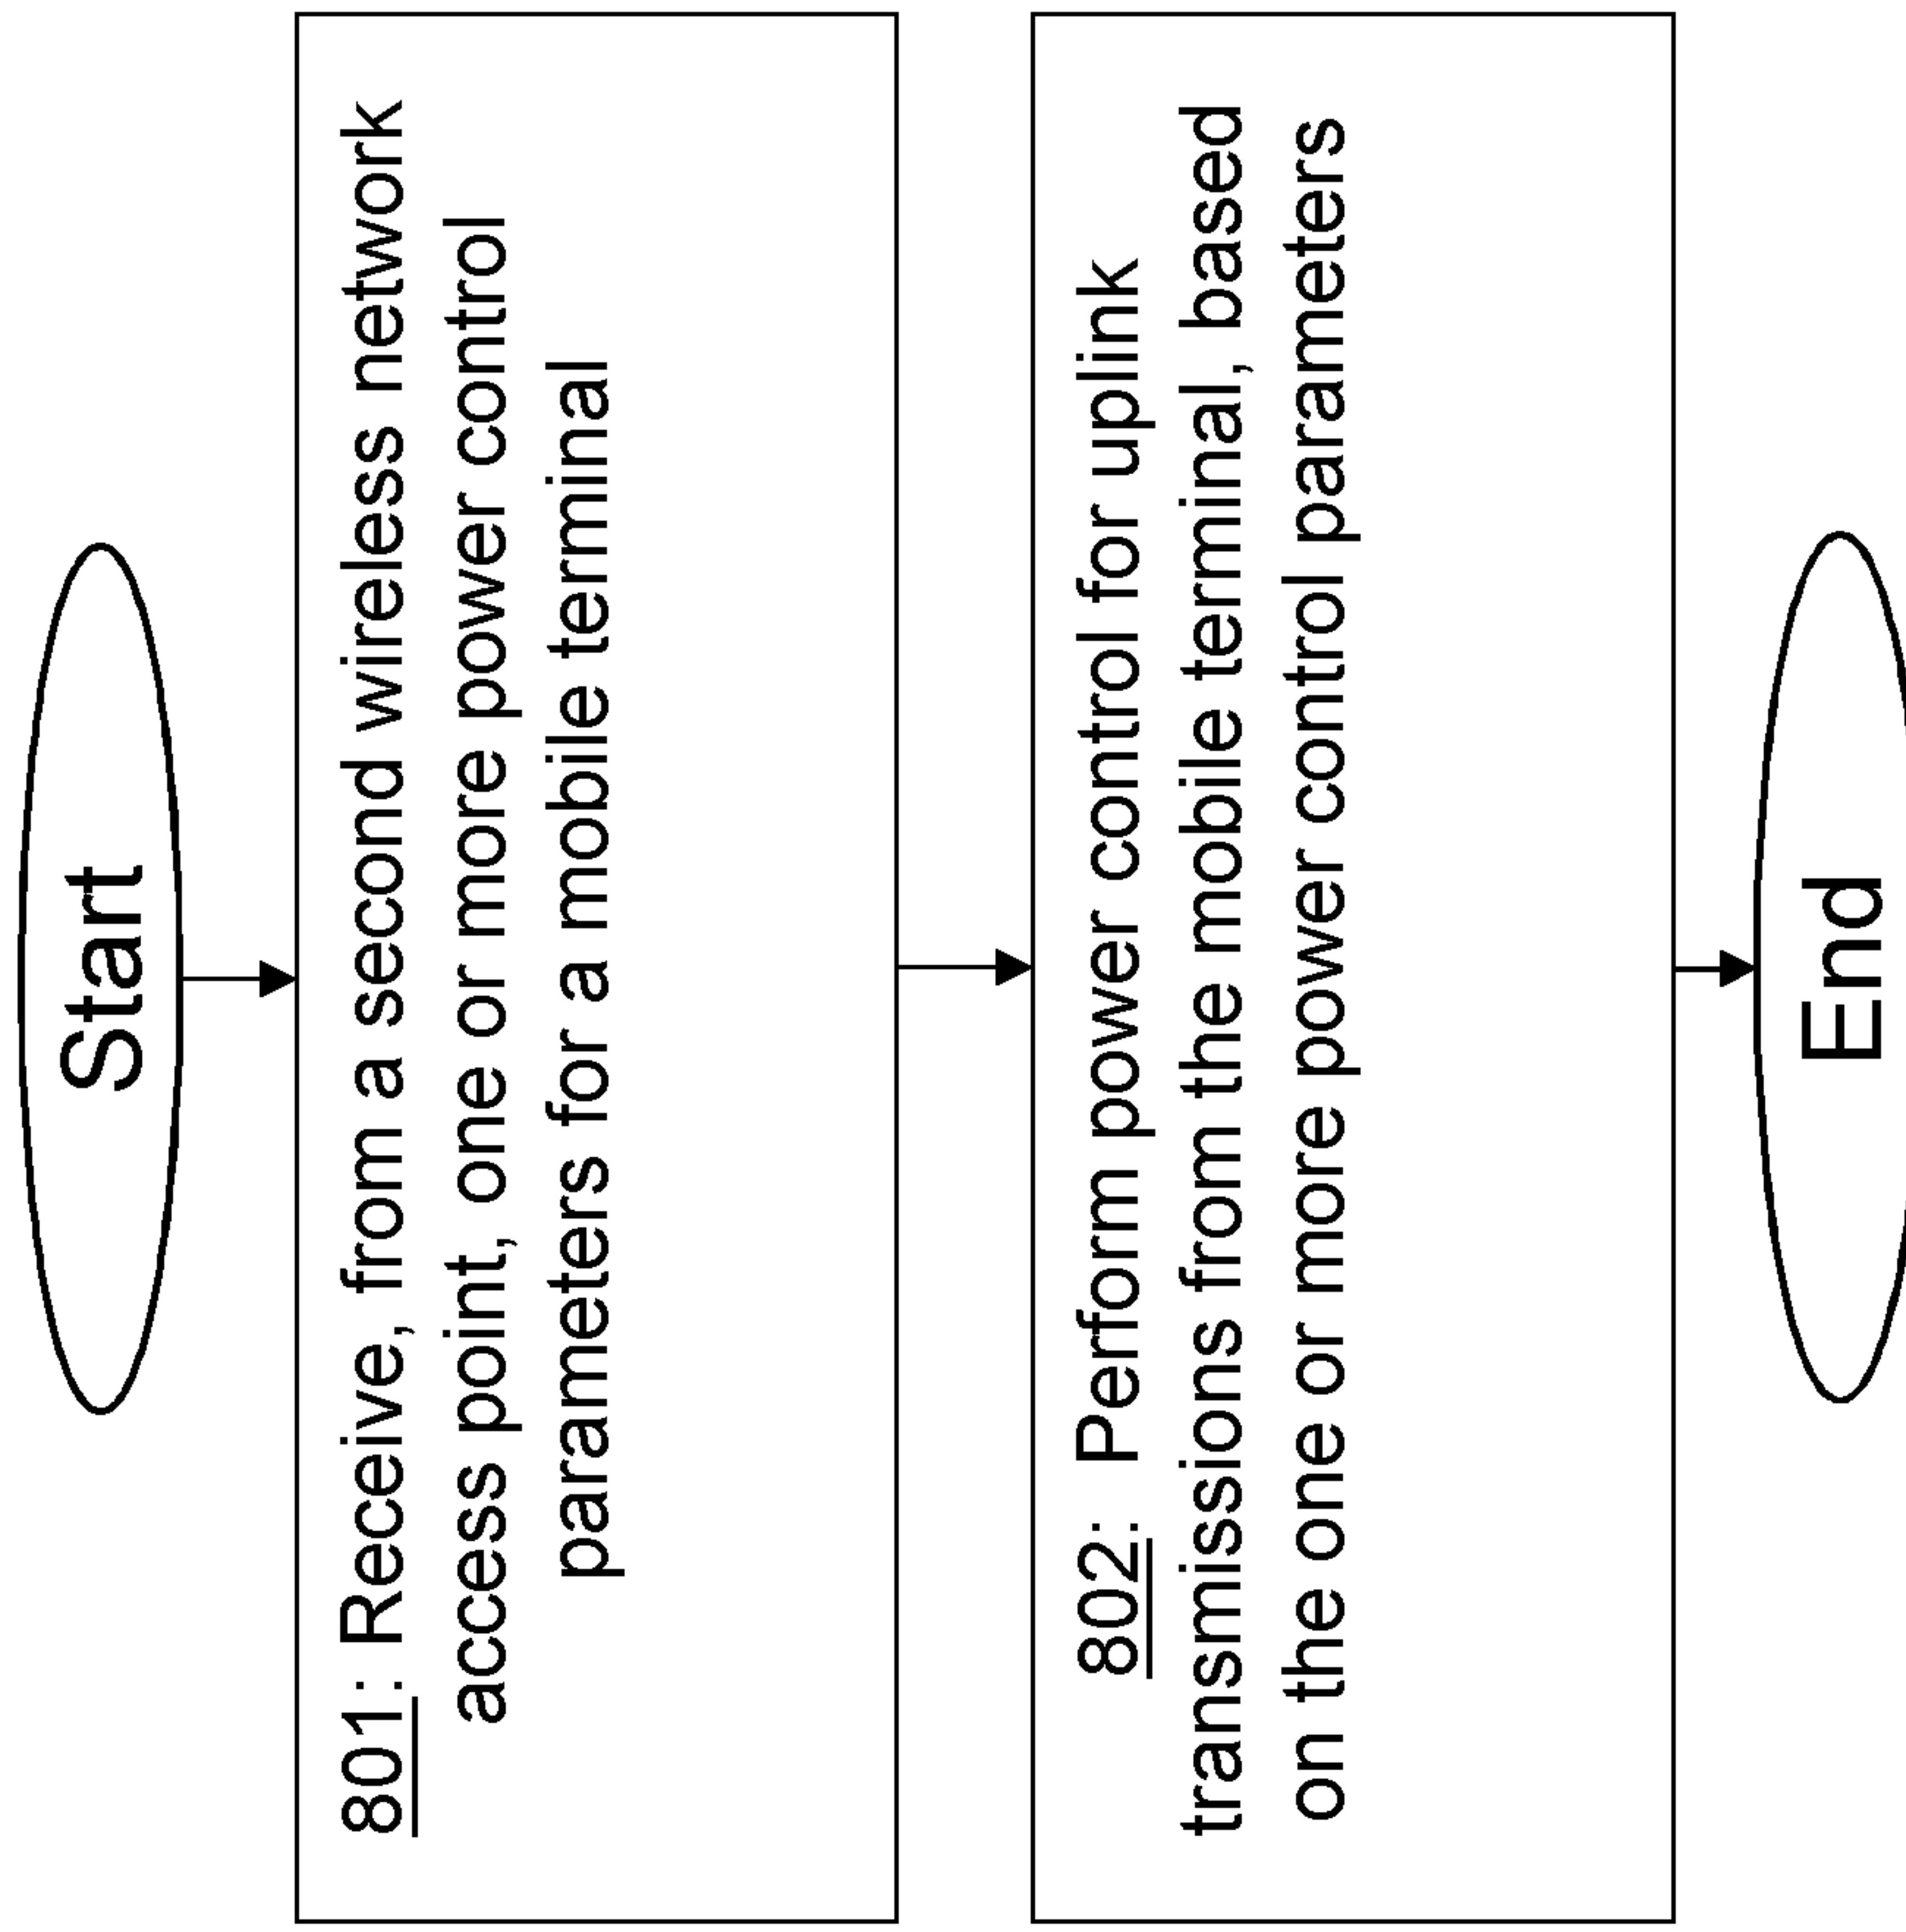 Start
801: Receive, from a second wireless network
access point, one or more power control
parameters for a mobile terminal
802: Perform power control for uplink
transmissions from the mobile terminal, based
on the one or more power control parameters
End